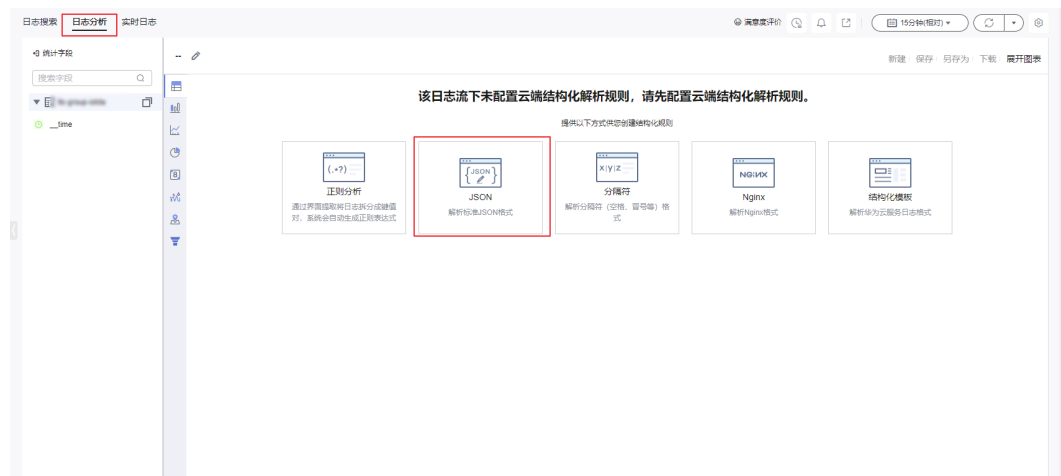 日志搜索 日志分析 实时日志
满意度评价 15分钟(相对)
统计字段
--
新建 保存 另存为 下载 展开图表
搜索字段
该日志流下未配置云端结构化解析规则，请先配置云端结构化解析规则。
__time
提供以下方式供您创建结构化规则
(.*?)
正则分析
通过界面提取将日志拆分成键值
对，系统会自动生成正则表达式
{JSON}
JSON
解析标准JSON格式
X|Y|Z
分隔符
解析分隔符（空格、冒号等）格
式
NGINX
Nginx
解析Nginx格式
结构化模板
解析华为云服务日志格式